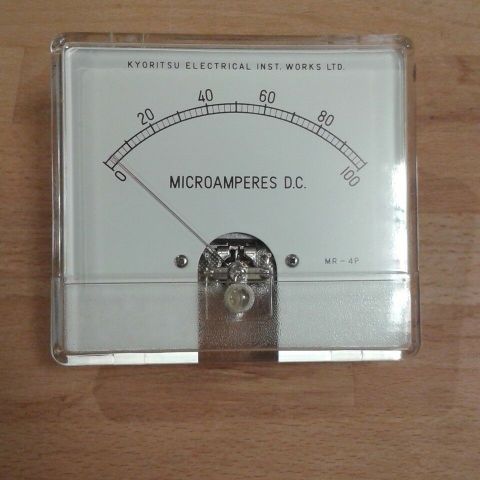 KYORITSU ELECTRICAL INST. WORKS LTD.
0 20 40 60 80 100
MICROAMPERES D.C.
MR-4P